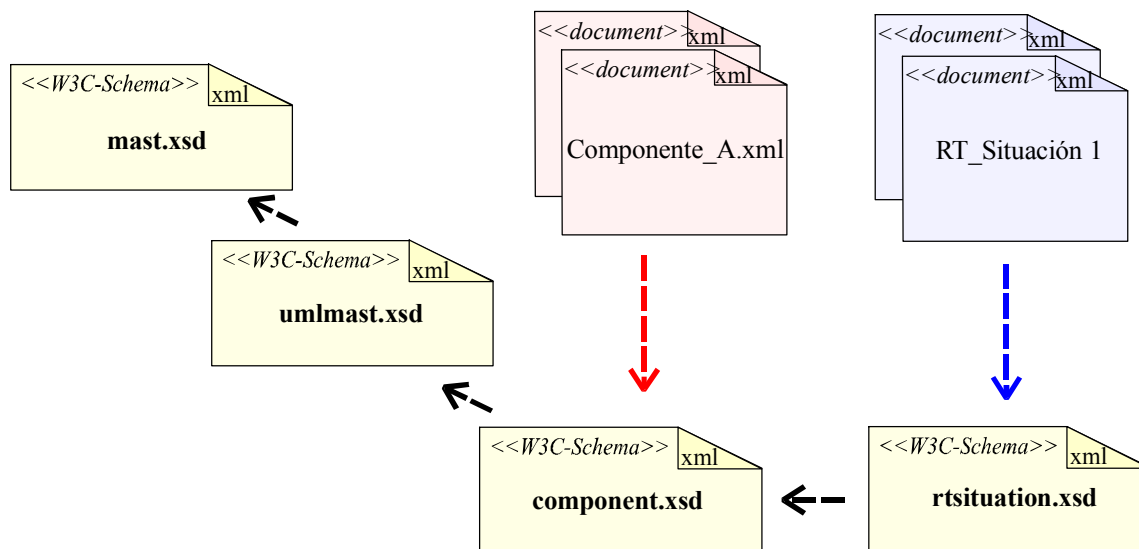 <<document>>
xml
<<document>>
xml
Componente_A.xml
<<document>>
xml
<<document>>
xml
RT_Situación 1
<<W3C-Schema>>
xml
mast.xsd
<<W3C-Schema>>
xml
umlmast.xsd
<<W3C-Schema>>
xml
component.xsd
<<W3C-Schema>>
xml
rtsituation.xsd